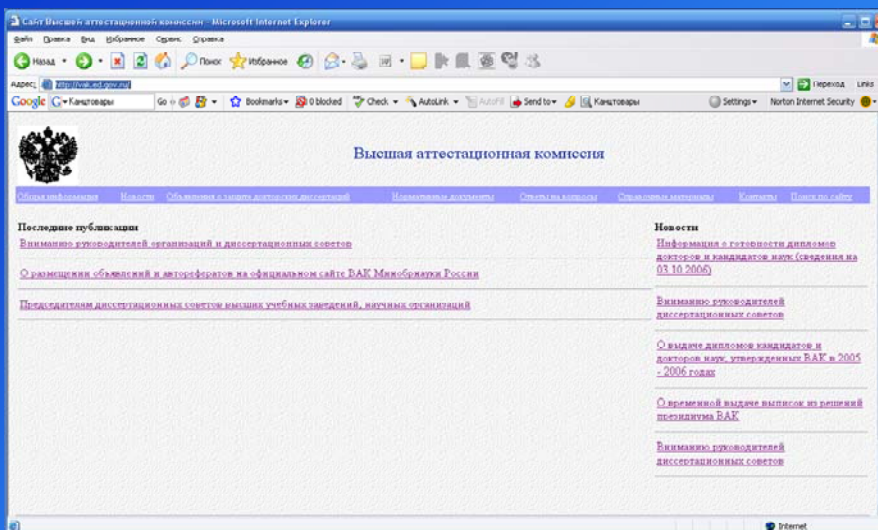 Сайт Высшей аттестационной комиссии - Microsoft Internet Explorer
Файл Правка Вид Избранное Сервис Справка
Назад Поиск Избранное
Адрес: http://vak.ed.gov.ru/ Переход Links
Google G Канцтовары Go Bookmarks 0 blocked Check AutoLink AutoFill Send to Канцтовары Settings Norton Internet Security
Высшая аттестационная комиссия
Общая информация Новости Объявления о защите докторских диссертаций Нормативные документы Ответы на вопросы Справочные материалы Контакты Поиск по сайту
Последние публикации
Вниманию руководителей организаций и диссертационных советов
О размещении объявлений и авторефератов на официальном сайте ВАК Минобрнауки России
Председателям диссертационных советов высших учебных заведений, научных организаций
Новости
Информация о готовности дипломов
докторов и кандидатов наук (сведения на
03.10.2006)
Вниманию руководителей
диссертационных советов
О выдаче дипломов кандидатов и
докторов наук, утвержденных ВАК в 2005
- 2006 годах
О временной выдаче выписок из решений
президиума ВАК
Вниманию руководителей
диссертационных советов
Internet